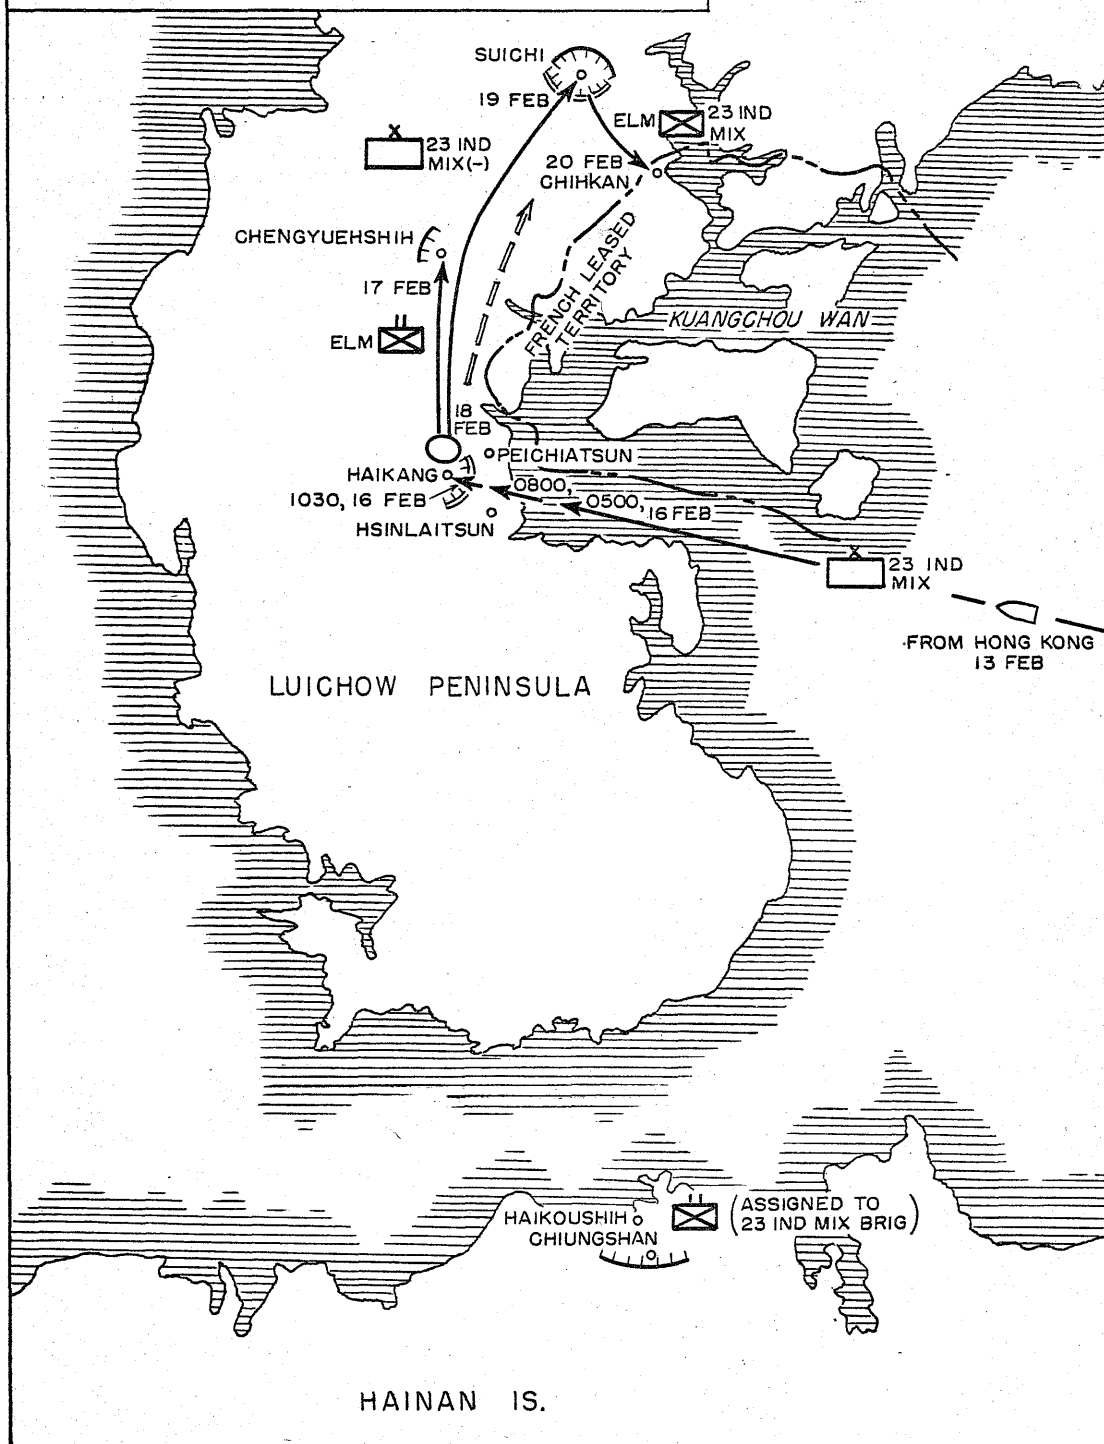 SUICHI
19 FEB
ELM
23 IND
MIX
23 IND
MIX(-)
20 FEB
CHIHKAN
CHENGYUEHSHIH
17 FEB
FRENCH LEASED
TERRITORY
KUANGCHOU WAN
ELM
18
FEB
PEICHIATSUN
HAIKANG
1030, 16 FEB
0800,
0500,
16 FEB
HSINLAITSUN
23 IND
MIX
FROM HONG KONG
13 FEB
LUICHOW PENINSULA
HAIKOUSHIH
CHIUNGSHAN
(ASSIGNED TO
23 IND MIX BRIG)
HAINAN IS.